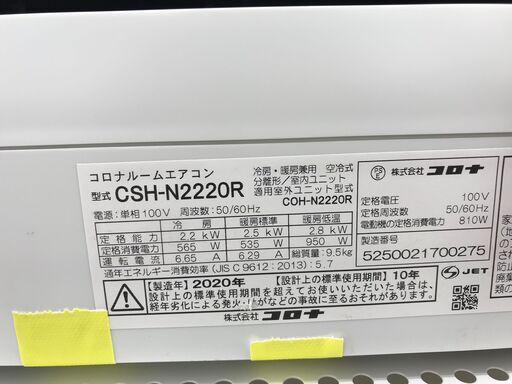 コロナルームエアコン
型式 CSH-N2220R
冷房・暖房兼用 空冷式
分離形／室内ユニット
適用室外ユニット型式
COH-N2220R
電源：単相100V 周波数：50/60Hz
冷 房 暖房標準 暖房低温
定格能力 2.2 kW 2.5 kW 2.8 kW
定格消費電力 565 W 535 W 950 W
運転電流 6.65 A 6.29 A 総質量：9.5kg
通年エネルギー消費効率(JIS C 9612：2013)：5.7
【製造年】2020年 【設計上の標準使用期間】10年
設計上の標準使用期間を超えてお使いいただいた場合は、
経年劣化による発火・けがなどの事故に至るおそれがあります。
株式会社 コロナ
PS E
株式会社 コロナ
定格電圧 100V
定格周波数 50/60Hz
電動機の定格消費電力 810W
製造番号
5250021700275
S JET